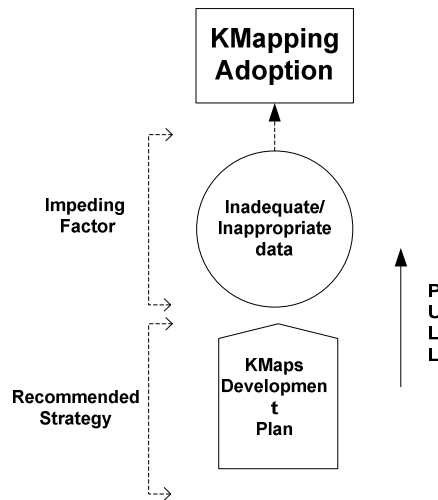 KMapping
Adoption
Impeding
Factor
Inadequate/
Inappropriate
data
P
U
L
L
Recommended
Strategy
KMaps
Developmen
t
Plan